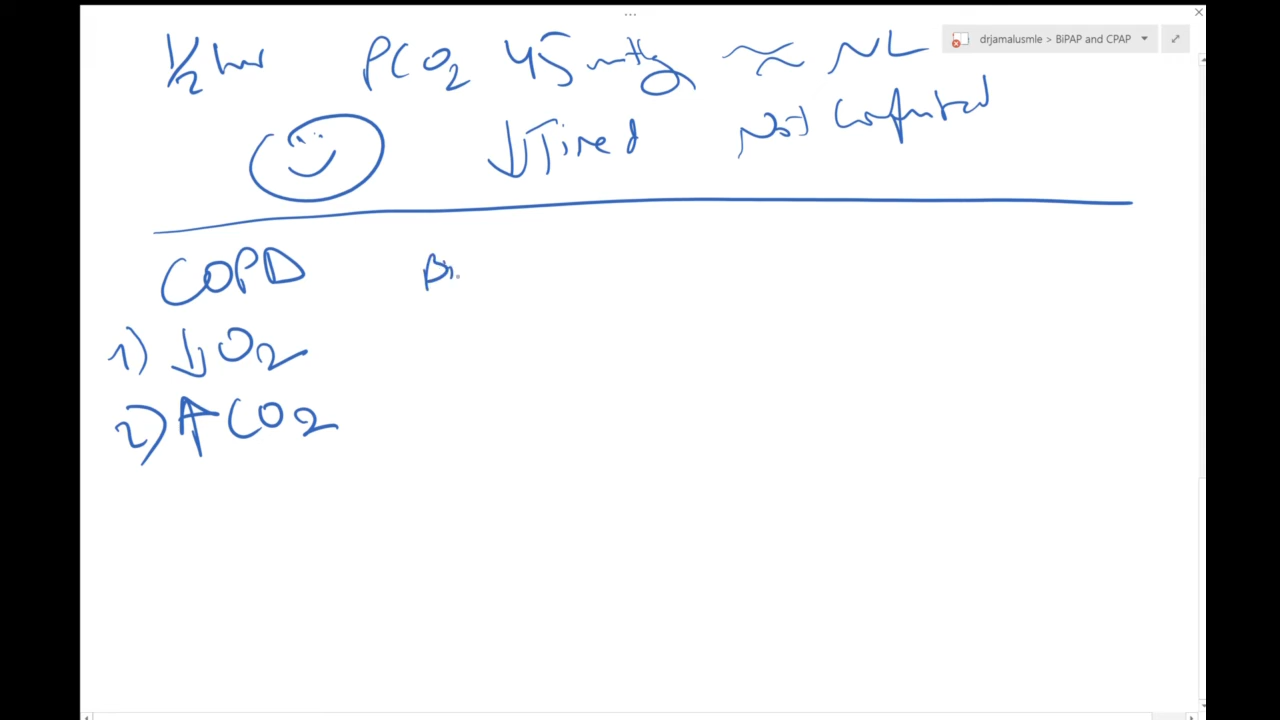 drjamalusmle > BiPAP and CPAP
1/2 hr PCO2 45 mmHg ≈ NL
↓ Tired Not Confused
COPD Bi
1) ↓ O2
2) ↑ CO2